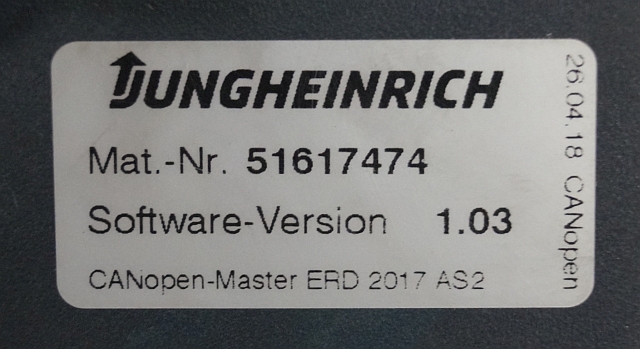 JUNGHEINRICH
Mat.-Nr. 51617474
Software-Version 1.03
CANopen-Master ERD 2017 AS2
26.04.18 CANopen